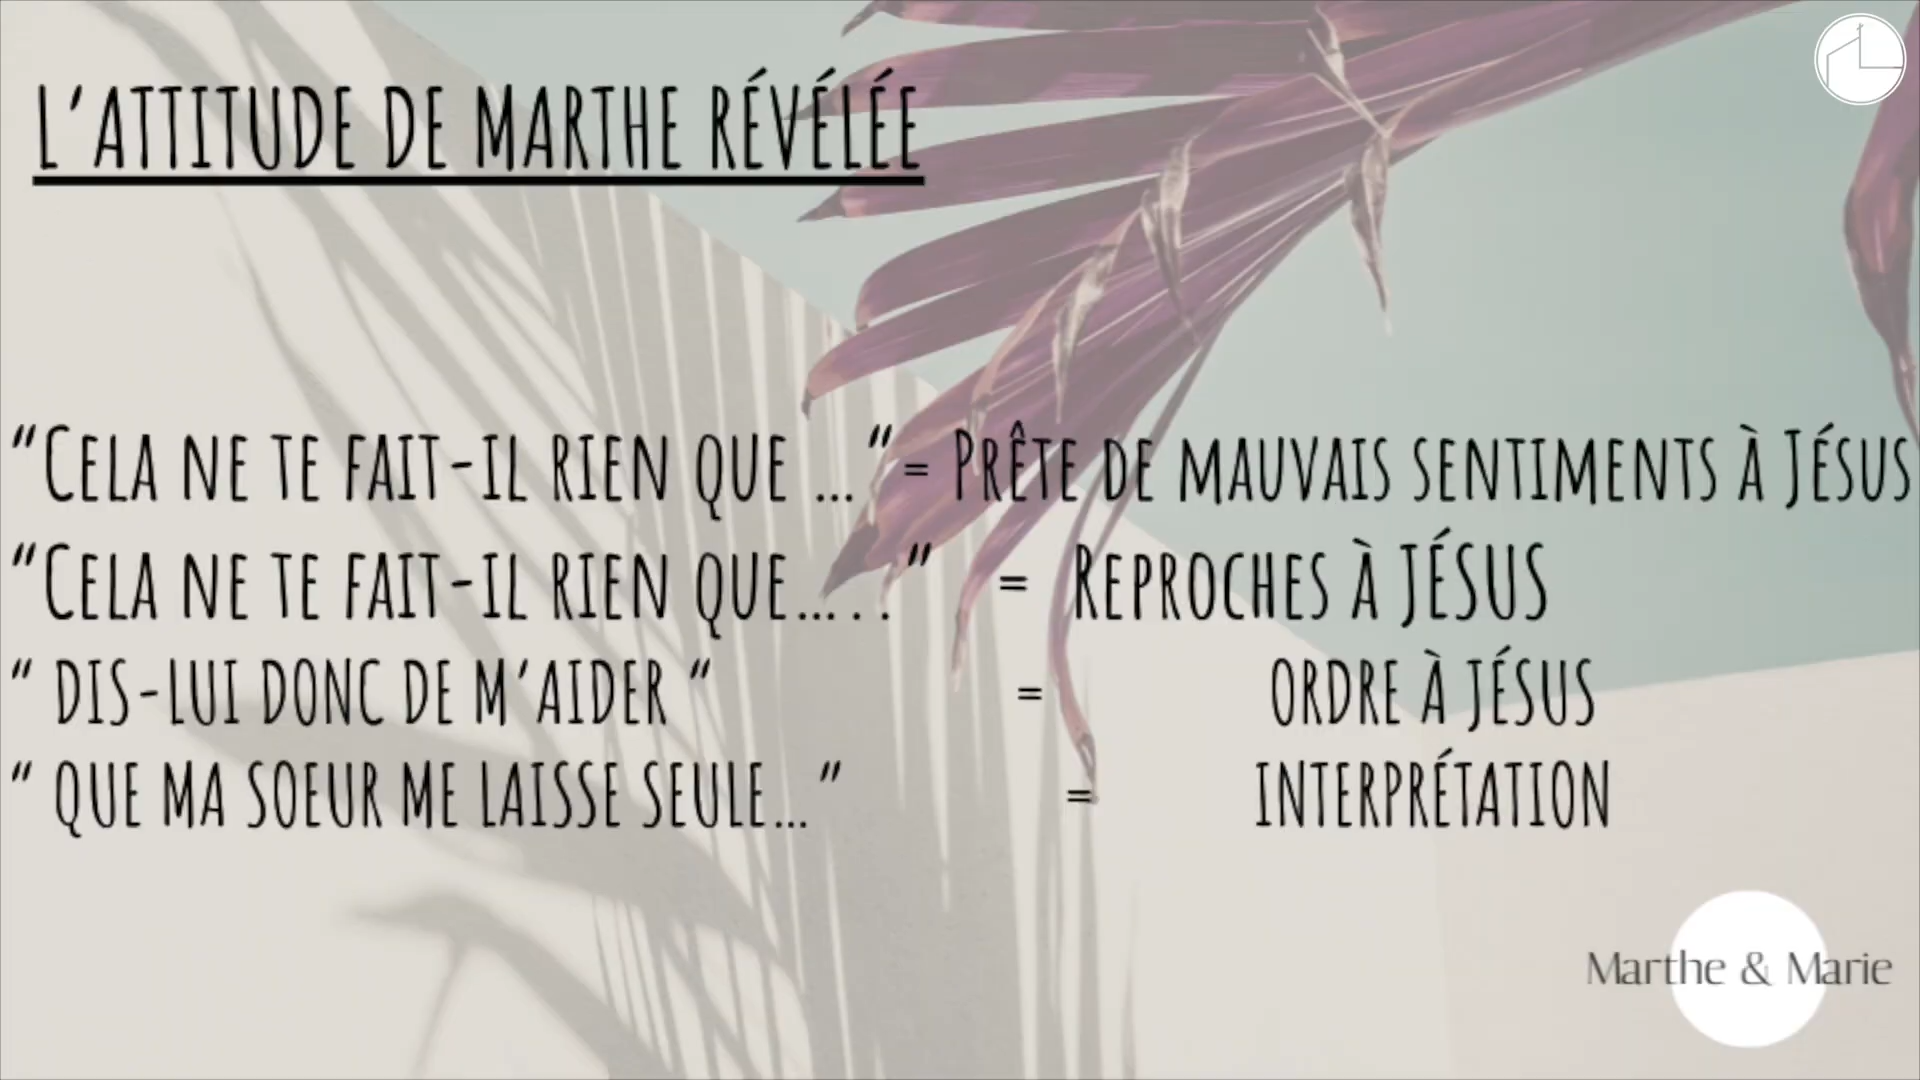 L'ATTITUDE DE MARTHE RÉVÉLÉE
“CELA NE TE FAIT-IL RIEN QUE ... “ = PRÊTE DE MAUVAIS SENTIMENTS À JÉSUS
“CELA NE TE FAIT-IL RIEN QUE... . .” = REPROCHES À JÉSUS
“ DIS-LUI DONC DE M'AIDER “ = ORDRE À JÉSUS
“ QUE MA SOEUR ME LAISSE SEULE...” = INTERPRÉTATION
Marthe & Marie